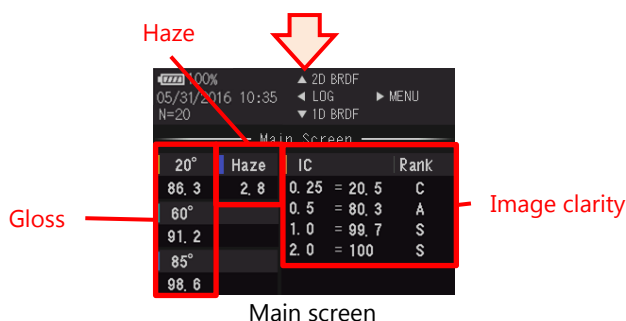 Haze
100%
▲ 2D BRDF
05/31/2016 10:35
◀ LOG
▶ MENU
N=20
▼ 1D BRDF
Main Screen
20°
Haze
IC
Rank
86.3
2.8
0.25 = 20.5 C
60°
0.5 = 80.3 A
91.2
1.0 = 99.7 S
85°
2.0 = 100 S
98.6
Gloss
Image clarity
Main screen